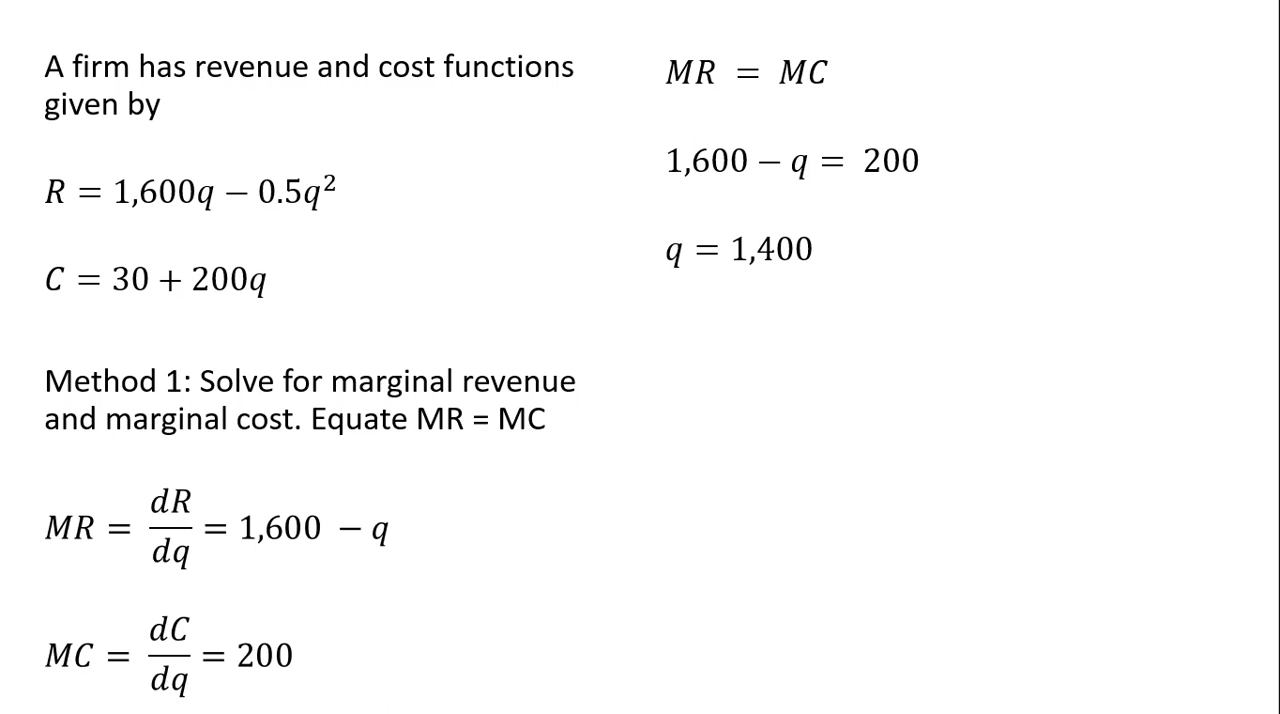 A firm has revenue and cost functions
given by
R = 1,600q − 0.5q²
C = 30 + 200q
Method 1: Solve for marginal revenue
and marginal cost. Equate MR = MC
MR = dR/dq = 1,600 − q
MC = dC/dq = 200
MR = MC
1,600 − q = 200
q = 1,400